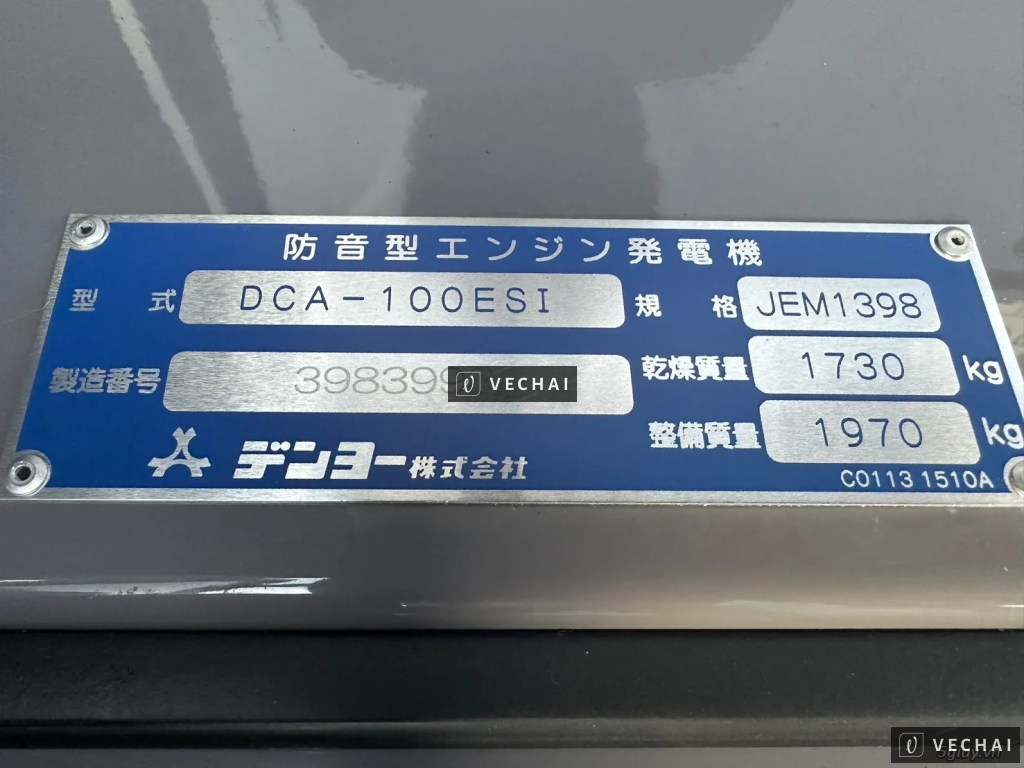 防音型エンジン発電機
型 式 DCA-100ESI 規 格 JEM1398
製造番号 VECHAI 乾燥質量 1730 kg
整備質量 1970 kg
デンヨー株式会社
C0113 1510A
VECHAI